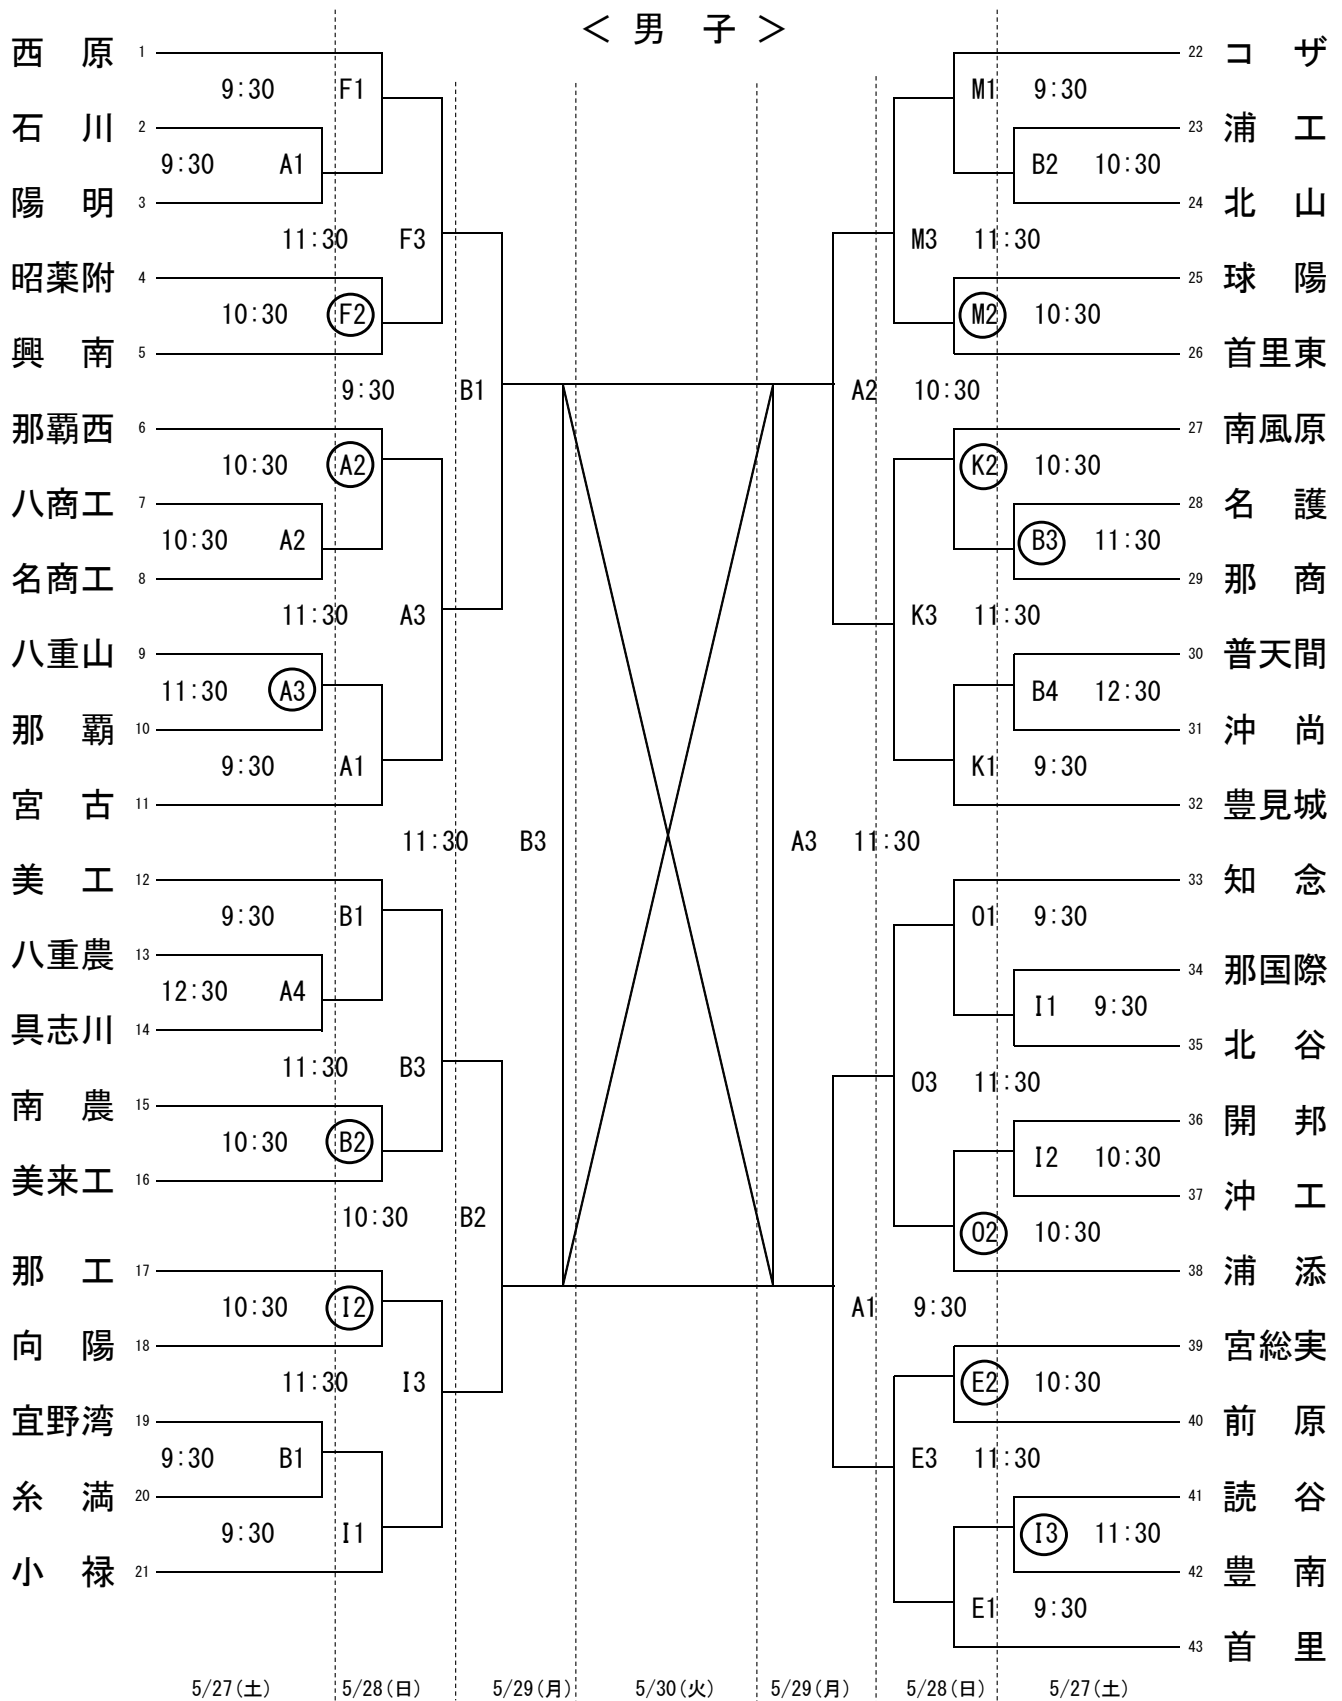 < 男 子 >
西 原 1
9:30 F1
石 川 2
9:30 A1
陽 明 3
11:30 F3
昭薬附 4
10:30 F2
興 南 5
9:30 B1
那覇西 6
10:30 A2
八商工 7
10:30 A2
名商工 8
11:30 A3
八重山 9
11:30 A3
那 覇 10
9:30 A1
宮 古 11
11:30 B3
美 工 12
9:30 B1
八重農 13
12:30 A4
具志川 14
11:30 B3
南 農 15
10:30 B2
美来工 16
10:30 B2
那 工 17
10:30 I2
向 陽 18
11:30 I3
宜野湾 19
9:30 B1
糸 満 20
9:30 I1
小 禄 21
22 コ ザ
M1 9:30
23 浦 工
B2 10:30
24 北 山
M3 11:30
25 球 陽
M2 10:30
26 首里東
A2 10:30
27 南風原
K2 10:30
28 名 護
B3 11:30
29 那 商
K3 11:30
30 普天間
B4 12:30
31 沖 尚
K1 9:30
32 豊見城
A3 11:30
33 知 念
O1 9:30
34 那国際
I1 9:30
35 北 谷
O3 11:30
36 開 邦
I2 10:30
37 沖 工
O2 10:30
38 浦 添
A1 9:30
39 宮総実
E2 10:30
40 前 原
E3 11:30
41 読 谷
I3 11:30
42 豊 南
E1 9:30
43 首 里
5/27(土) 5/28(日) 5/29(月) 5/30(火) 5/29(月) 5/28(日) 5/27(土)